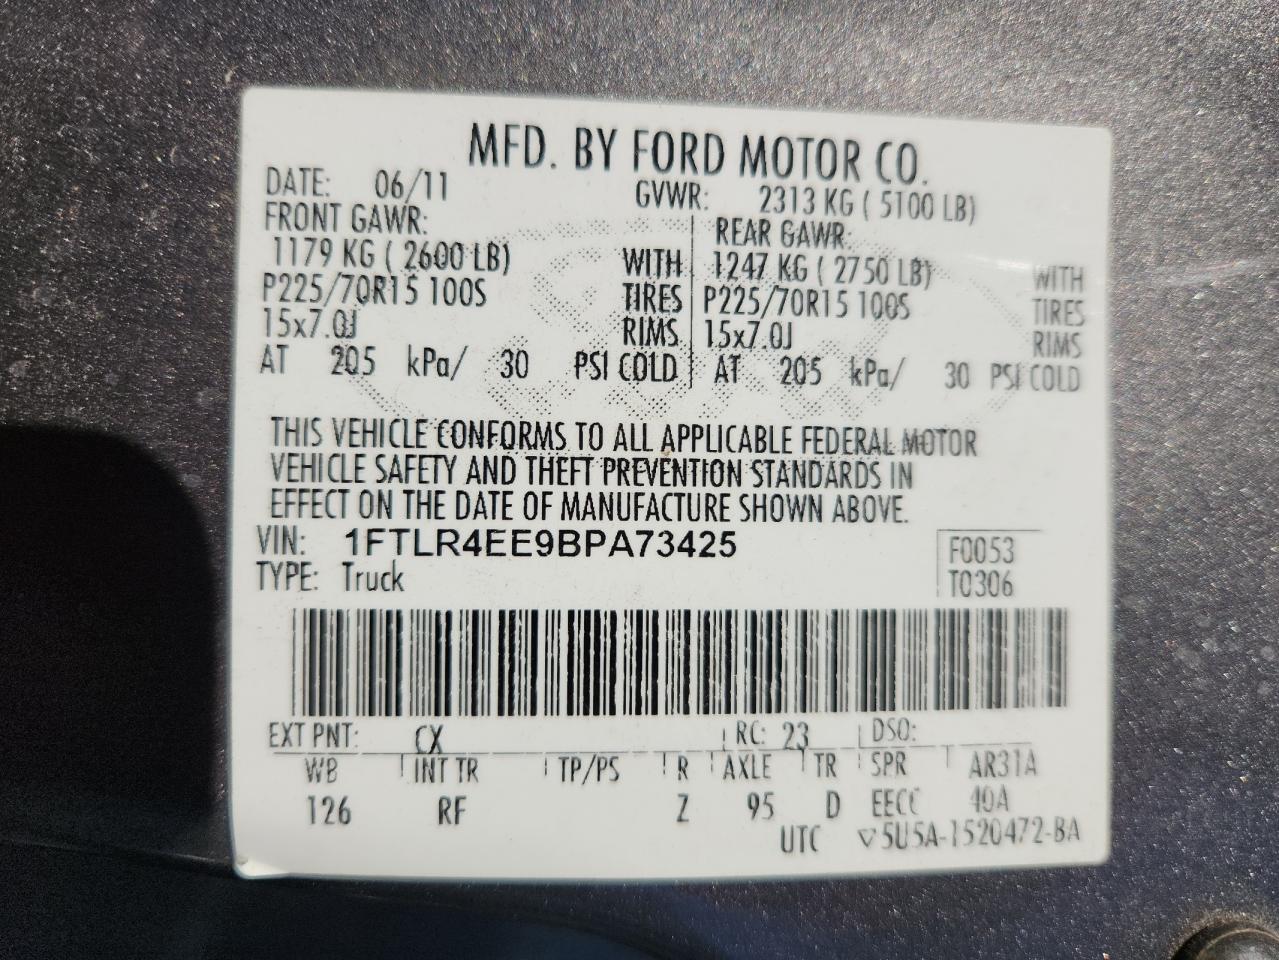 MFD. BY FORD MOTOR CO.
DATE: 06/11 GVWR: 2313 KG ( 5100 LB)
FRONT GAWR: REAR GAWR:
1179 KG ( 2600 LB) WITH 1247 KG ( 2750 LB) WITH
P225/70R15 100S TIRES P225/70R15 100S TIRES
15x7.0J RIMS 15x7.0J RIMS
AT 205 kPa/ 30 PSI COLD AT 205 kPa/ 30 PSI COLD
THIS VEHICLE CONFORMS TO ALL APPLICABLE FEDERAL MOTOR
VEHICLE SAFETY AND THEFT PREVENTION STANDARDS IN
EFFECT ON THE DATE OF MANUFACTURE SHOWN ABOVE.
VIN: 1FTLR4EE9BPA73425 F0053
TYPE: Truck T0306
EXT PNT: CX RC: 23 DSO:
WB INT TR TP/PS R AXLE TR SPR AR31A
126 RF Z 95 D EECC 40A
UTC ▽5U5A-1520472-BA